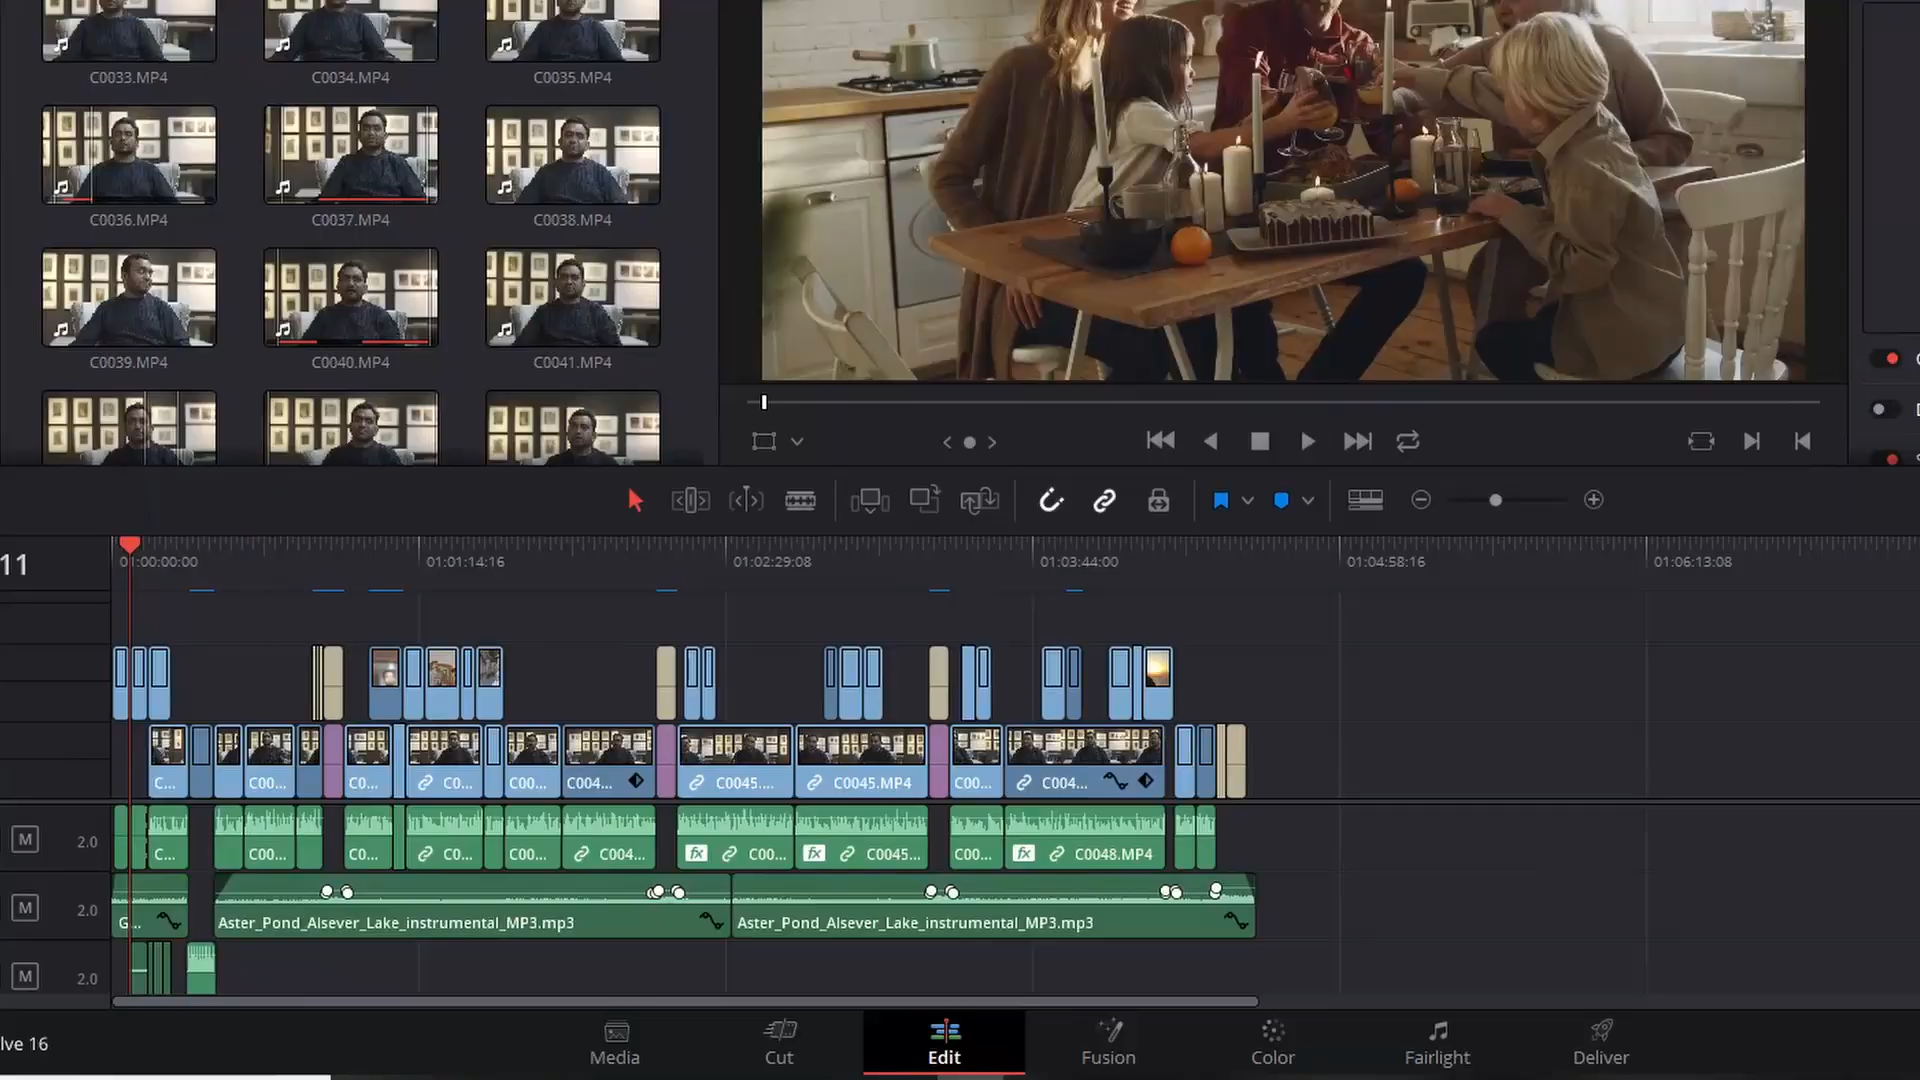 C0033.MP4 C0034.MP4 C0035.MP4
C0036.MP4 C0037.MP4 C0038.MP4
C0039.MP4 C0040.MP4 C0041.MP4
11
01:00:00:00 01:01:14:16 01:02:29:08 01:03:44:00 01:04:58:16 01:06:13:08
C... C00... C0... C0... C00... C004... C0045.... C0045.MP4 C00... C004...
M 2.0 C... C00... C0... C0... C00... C004... fx C00... fx C0045... C00... fx C0048.MP4
M 2.0 G... Aster_Pond_Alsever_Lake_instrumental_MP3.mp3 Aster_Pond_Alsever_Lake_instrumental_MP3.mp3
M 2.0
lve 16
Media Cut Edit Fusion Color Fairlight Deliver